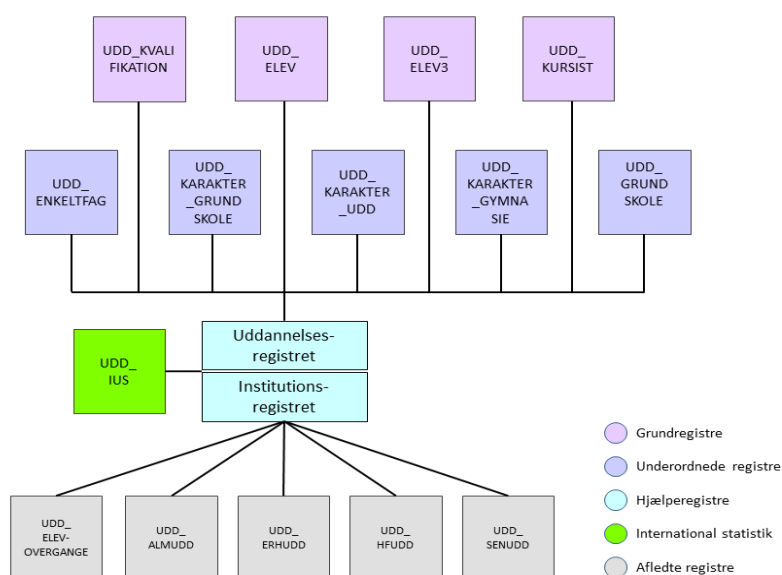 UDD_KVALI
FIKATION
UDD_
ELEV
UDD_
ELEV3
UDD_
KURSIST
UDD_
ENKELTFAG
UDD_
KARAKTER
_GRUND
SKOLE
UDD_
KARAKTER
_UDD
UDD_
KARAKTER
_GYMNA
SIE
UDD_
GRUND
SKOLE
Uddannelses-
registret
UDD_
IUS
Institutions-
registret
Grundregistre
Underordnede registre
Hjælperegistre
International statistik
Afledte registre
UDD_
ELEV-
OVERGANGE
UDD_
ALMUDD
UDD_
ERHUDD
UDD_
HFUDD
UDD_
SENUDD